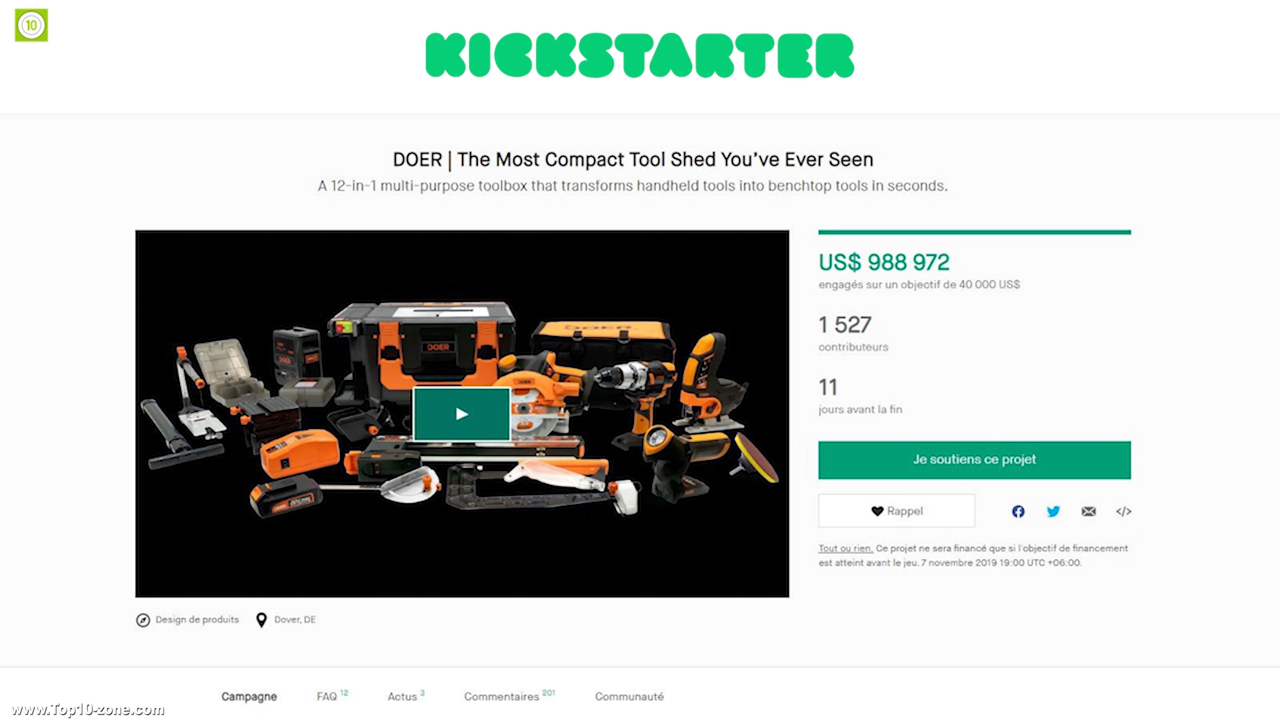 10
KICKSTARTER
DOER | The Most Compact Tool Shed You've Ever Seen
A 12-in-1 multi-purpose toolbox that transforms handheld tools into benchtop tools in seconds.
DOER
DOER
US$ 988 972
engagés sur un objectif de 40 000 US$
1 527
contributeurs
11
jours avant la fin
Je soutiens ce projet
Rappel
Tout ou rien. Ce projet ne sera financé que si l'objectif de financement
est atteint avant le jeu. 7 novembre 2019 19:00 UTC +06:00.
Design de produits
Dover, DE
Campagne FAQ 12 Actus 3 Commentaires 201 Communauté
www.Top10-zone.com